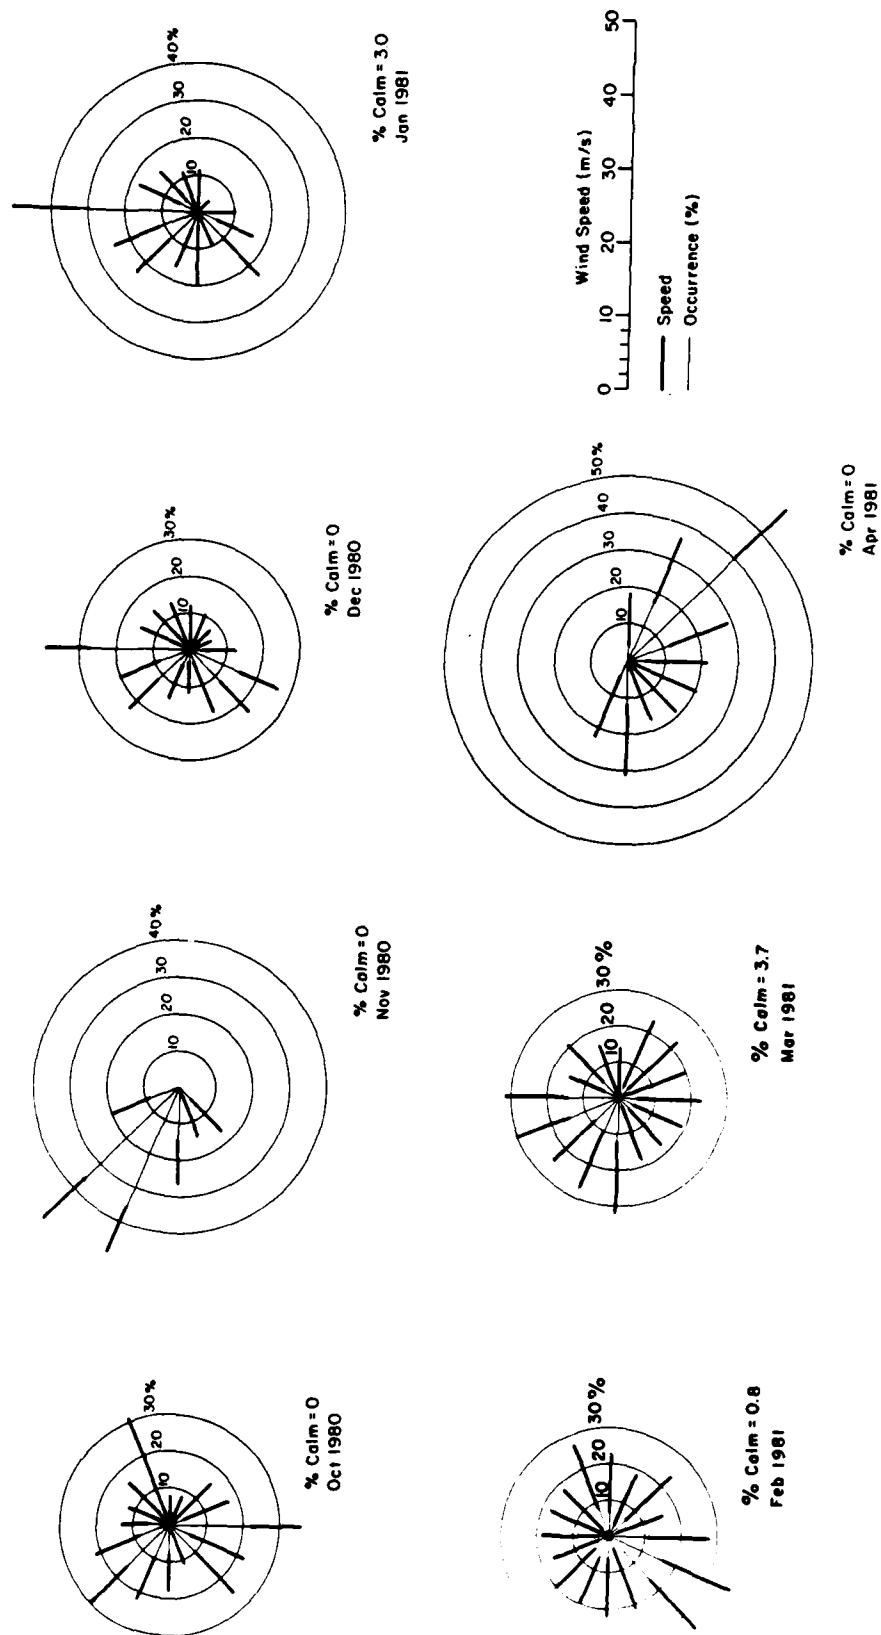 30%
20
10
% Calm = 0
Oct 1980
40%
30
20
10
% Calm = 0
Nov 1980
30%
20
10
% Calm = 0
Dec 1980
40%
30
20
10
% Calm = 3.0
Jan 1981
30%
20
10
% Calm = 0.8
Feb 1981
30%
20
10
% Calm = 3.7
Mar 1981
50%
40
30
20
10
% Calm = 0
Apr 1981
Wind Speed (m/s)
0 10 20 30 40 50
Speed
Occurrence (%)